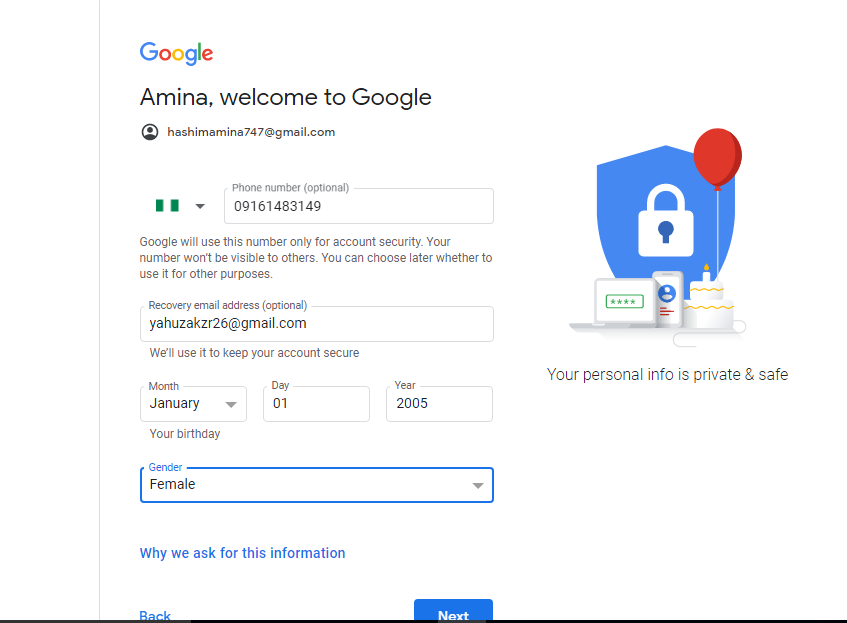 Google
Amina, welcome to Google
hashimamina747@gmail.com
Phone number (optional)
09161483149
Google will use this number only for account security. Your
number won't be visible to others. You can choose later whether to
use it for other purposes.
Recovery email address (optional)
yahuzakzr26@gmail.com
We'll use it to keep your account secure
Month
January
Day
01
Year
2005
Your birthday
Gender
Female
Why we ask for this information
Back
Next
****
Your personal info is private & safe